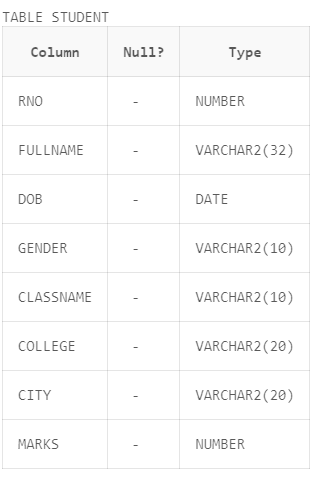 TABLE STUDENT
Column Null? Type
RNO - NUMBER
FULLNAME - VARCHAR2(32)
DOB - DATE
GENDER - VARCHAR2(10)
CLASSNAME - VARCHAR2(10)
COLLEGE - VARCHAR2(20)
CITY - VARCHAR2(20)
MARKS - NUMBER